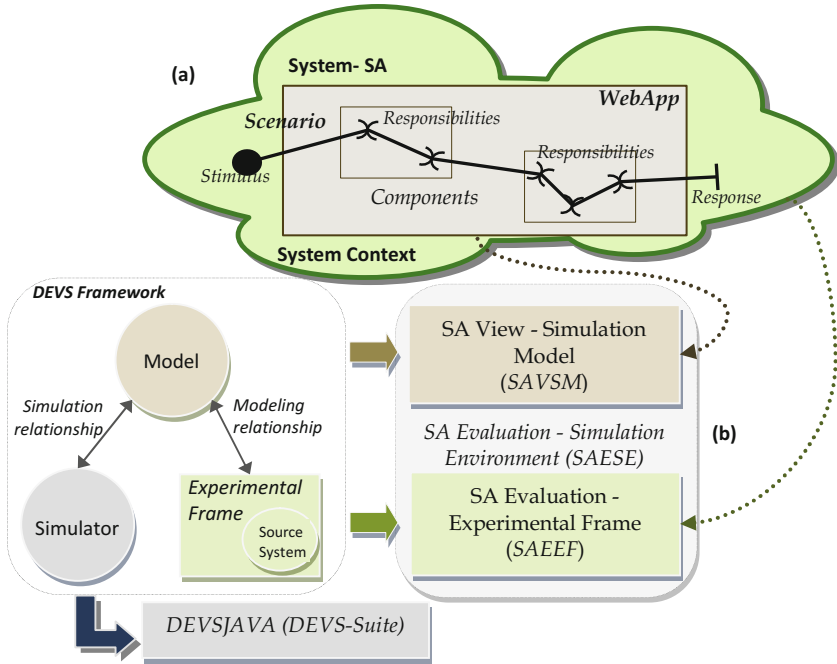 (a)
System- SA
WebApp
Scenario
Responsibilities
Responsibilities
Stimulus
Components
Response
System Context
DEVS Framework
Model
Simulation
relationship
Modeling
relationship
Simulator
Experimental
Frame
Source
System
DEVSJAVA (DEVS-Suite)
SA View - Simulation
Model
(SAVSM)
SA Evaluation - Simulation
Environment (SAESE)
(b)
SA Evaluation -
Experimental Frame
(SAEEF)